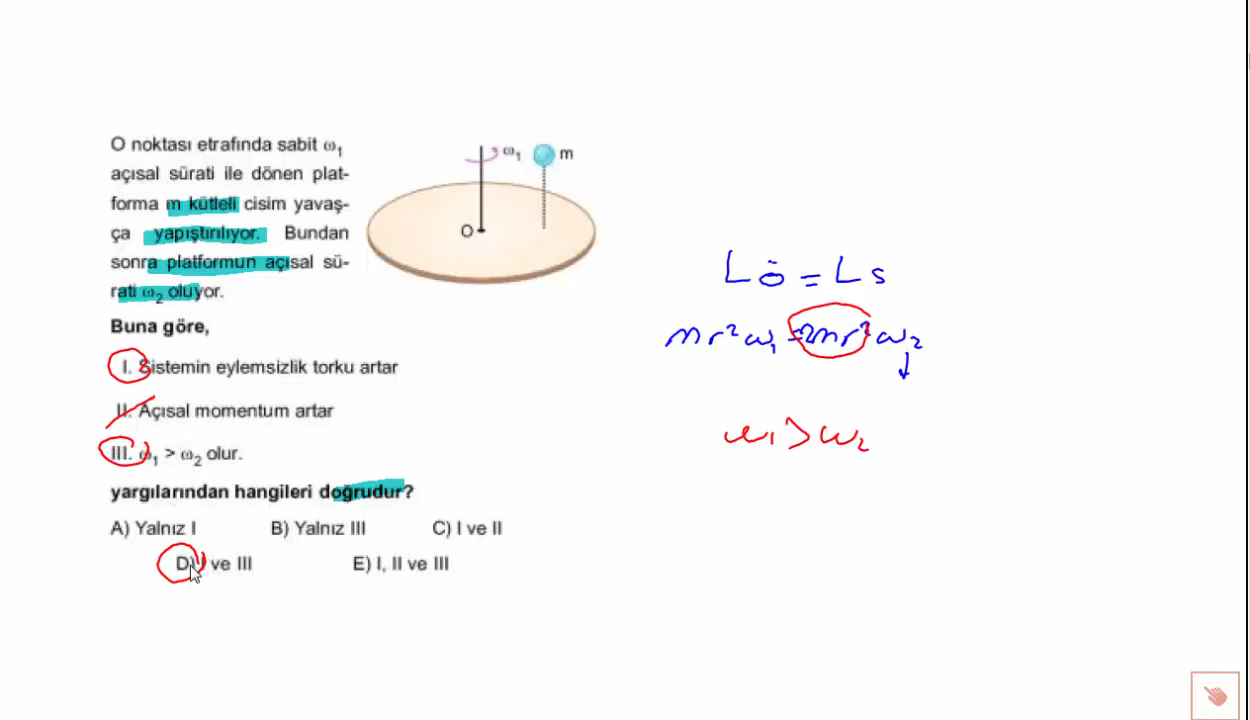 O noktası etrafında sabit ω₁
açısal sürati ile dönen plat-
forma m kütleli cisim yavaş-
ça yapıştırılıyor. Bundan
sonra platformun açısal sü-
rati ω₂ oluyor.
ω₁
m
O
Buna göre,
I. Sistemin eylemsizlik torku artar
II. Açısal momentum artar
III. ω₁ > ω₂ olur.
yargılarından hangileri doğrudur?
A) Yalnız I B) Yalnız III C) I ve II
D) I ve III E) I, II ve III
Lö = Ls
mr²ω₁ = 2mr²ω₂
ω₁ > ω₂